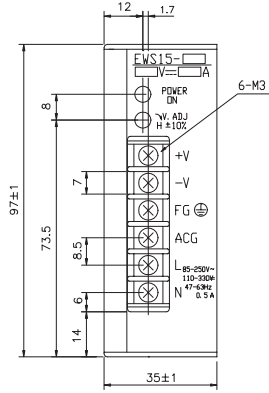 12
1.7
EWS15-
V⎓ A
POWER
ON
V. ADJ
H ±10%
6-M3
8
+V
7
-V
97±1
FG
73.5
ACG
8.5
L
85-250V~
110-330V⎓
47-63Hz
0.5A
N
6
14
35±1